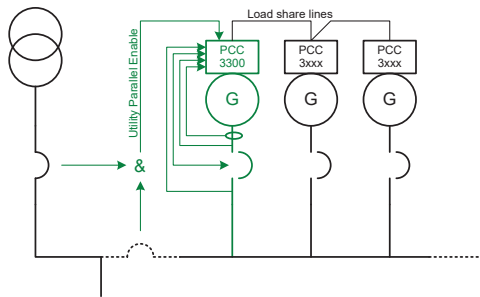 Load share lines
Utility Parallel Enable
PCC
3300
PCC
3xxx
PCC
3xxx
G
G
G
&